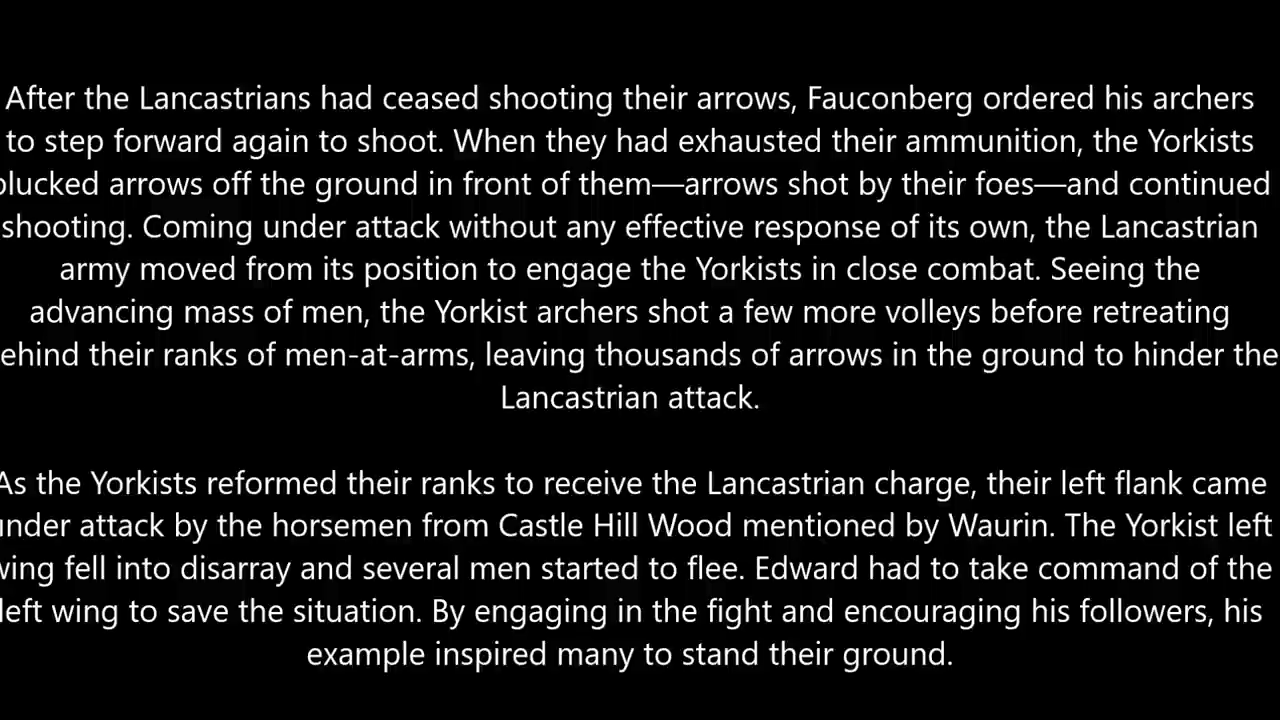 After the Lancastrians had ceased shooting their arrows, Fauconberg ordered his archers
to step forward again to shoot. When they had exhausted their ammunition, the Yorkists
plucked arrows off the ground in front of them—arrows shot by their foes—and continued
shooting. Coming under attack without any effective response of its own, the Lancastrian
army moved from its position to engage the Yorkists in close combat. Seeing the
advancing mass of men, the Yorkist archers shot a few more volleys before retreating
ehind their ranks of men-at-arms, leaving thousands of arrows in the ground to hinder the
Lancastrian attack.

As the Yorkists reformed their ranks to receive the Lancastrian charge, their left flank came
under attack by the horsemen from Castle Hill Wood mentioned by Waurin. The Yorkist left
wing fell into disarray and several men started to flee. Edward had to take command of the
left wing to save the situation. By engaging in the fight and encouraging his followers, his
example inspired many to stand their ground.